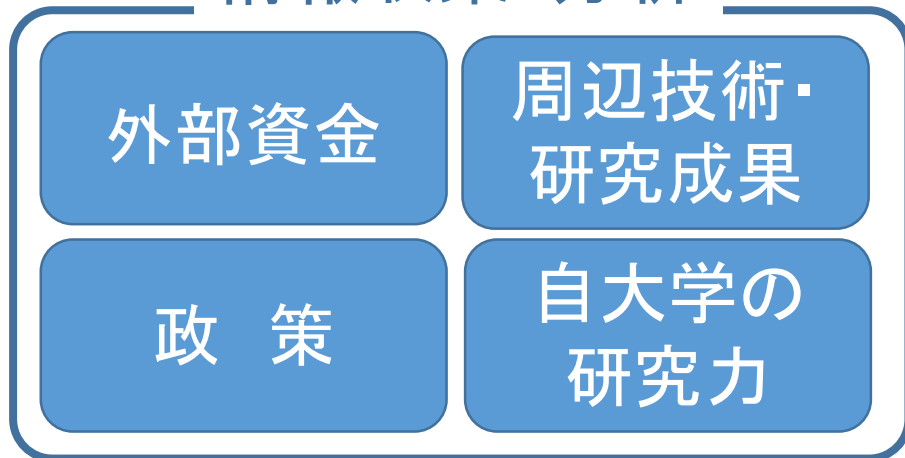 外部資金
周辺技術・
研究成果
政　策
自大学の
研究力